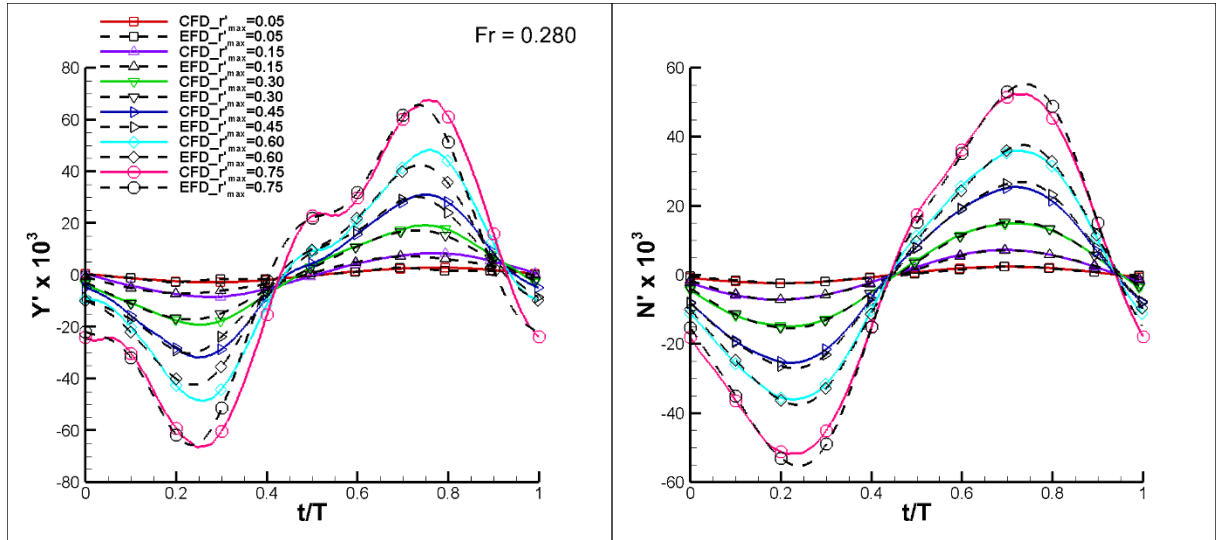 CFD_r'max=0.05
EFD_r'max=0.05
CFD_r'max=0.15
EFD_r'max=0.15
CFD_r'max=0.30
EFD_r'max=0.30
CFD_r'max=0.45
EFD_r'max=0.45
CFD_r'max=0.60
EFD_r'max=0.60
CFD_r'max=0.75
EFD_r'max=0.75
Fr = 0.280
80
60
40
20
0
-20
-40
-60
-80
Y' x 10³
0
0.2
0.4
0.6
0.8
1
t/T
60
40
20
0
-20
-40
-60
N' x 10³
0
0.2
0.4
0.6
0.8
1
t/T